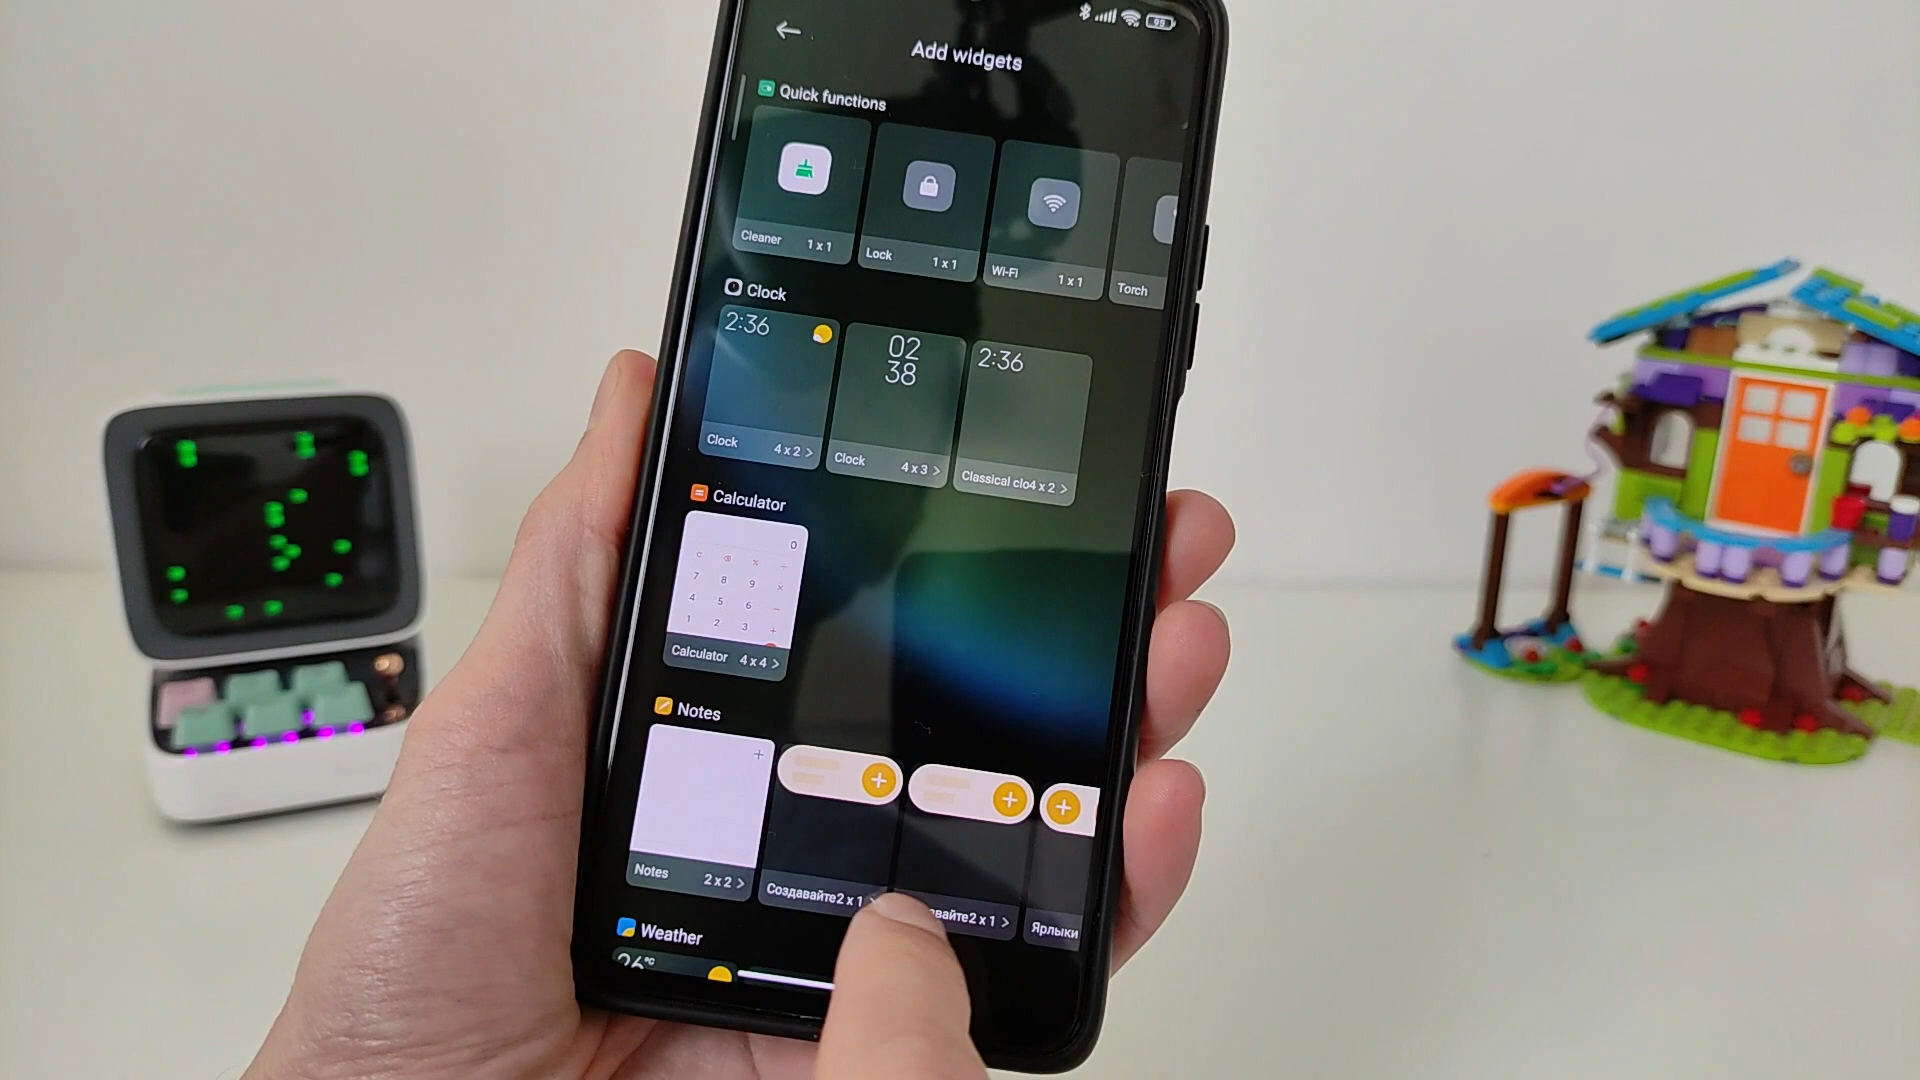 95
Add widgets
Quick functions
Cleaner 1 x 1
Lock 1 x 1
Wi-Fi 1 x 1
Torch
Clock
2:36
02
38
2:36
Clock 4 x 2 >
Clock 4 x 3 >
Classical clo4 x 2 >
Calculator
0
C % ÷
7 8 9 ×
4 5 6 −
1 2 3 +
Calculator 4 x 4 >
Notes
+
+
+
+
Notes 2 x 2 >
Создавайте2 x 1 >
вайте2 x 1 >
Ярлыки
Weather
26°C